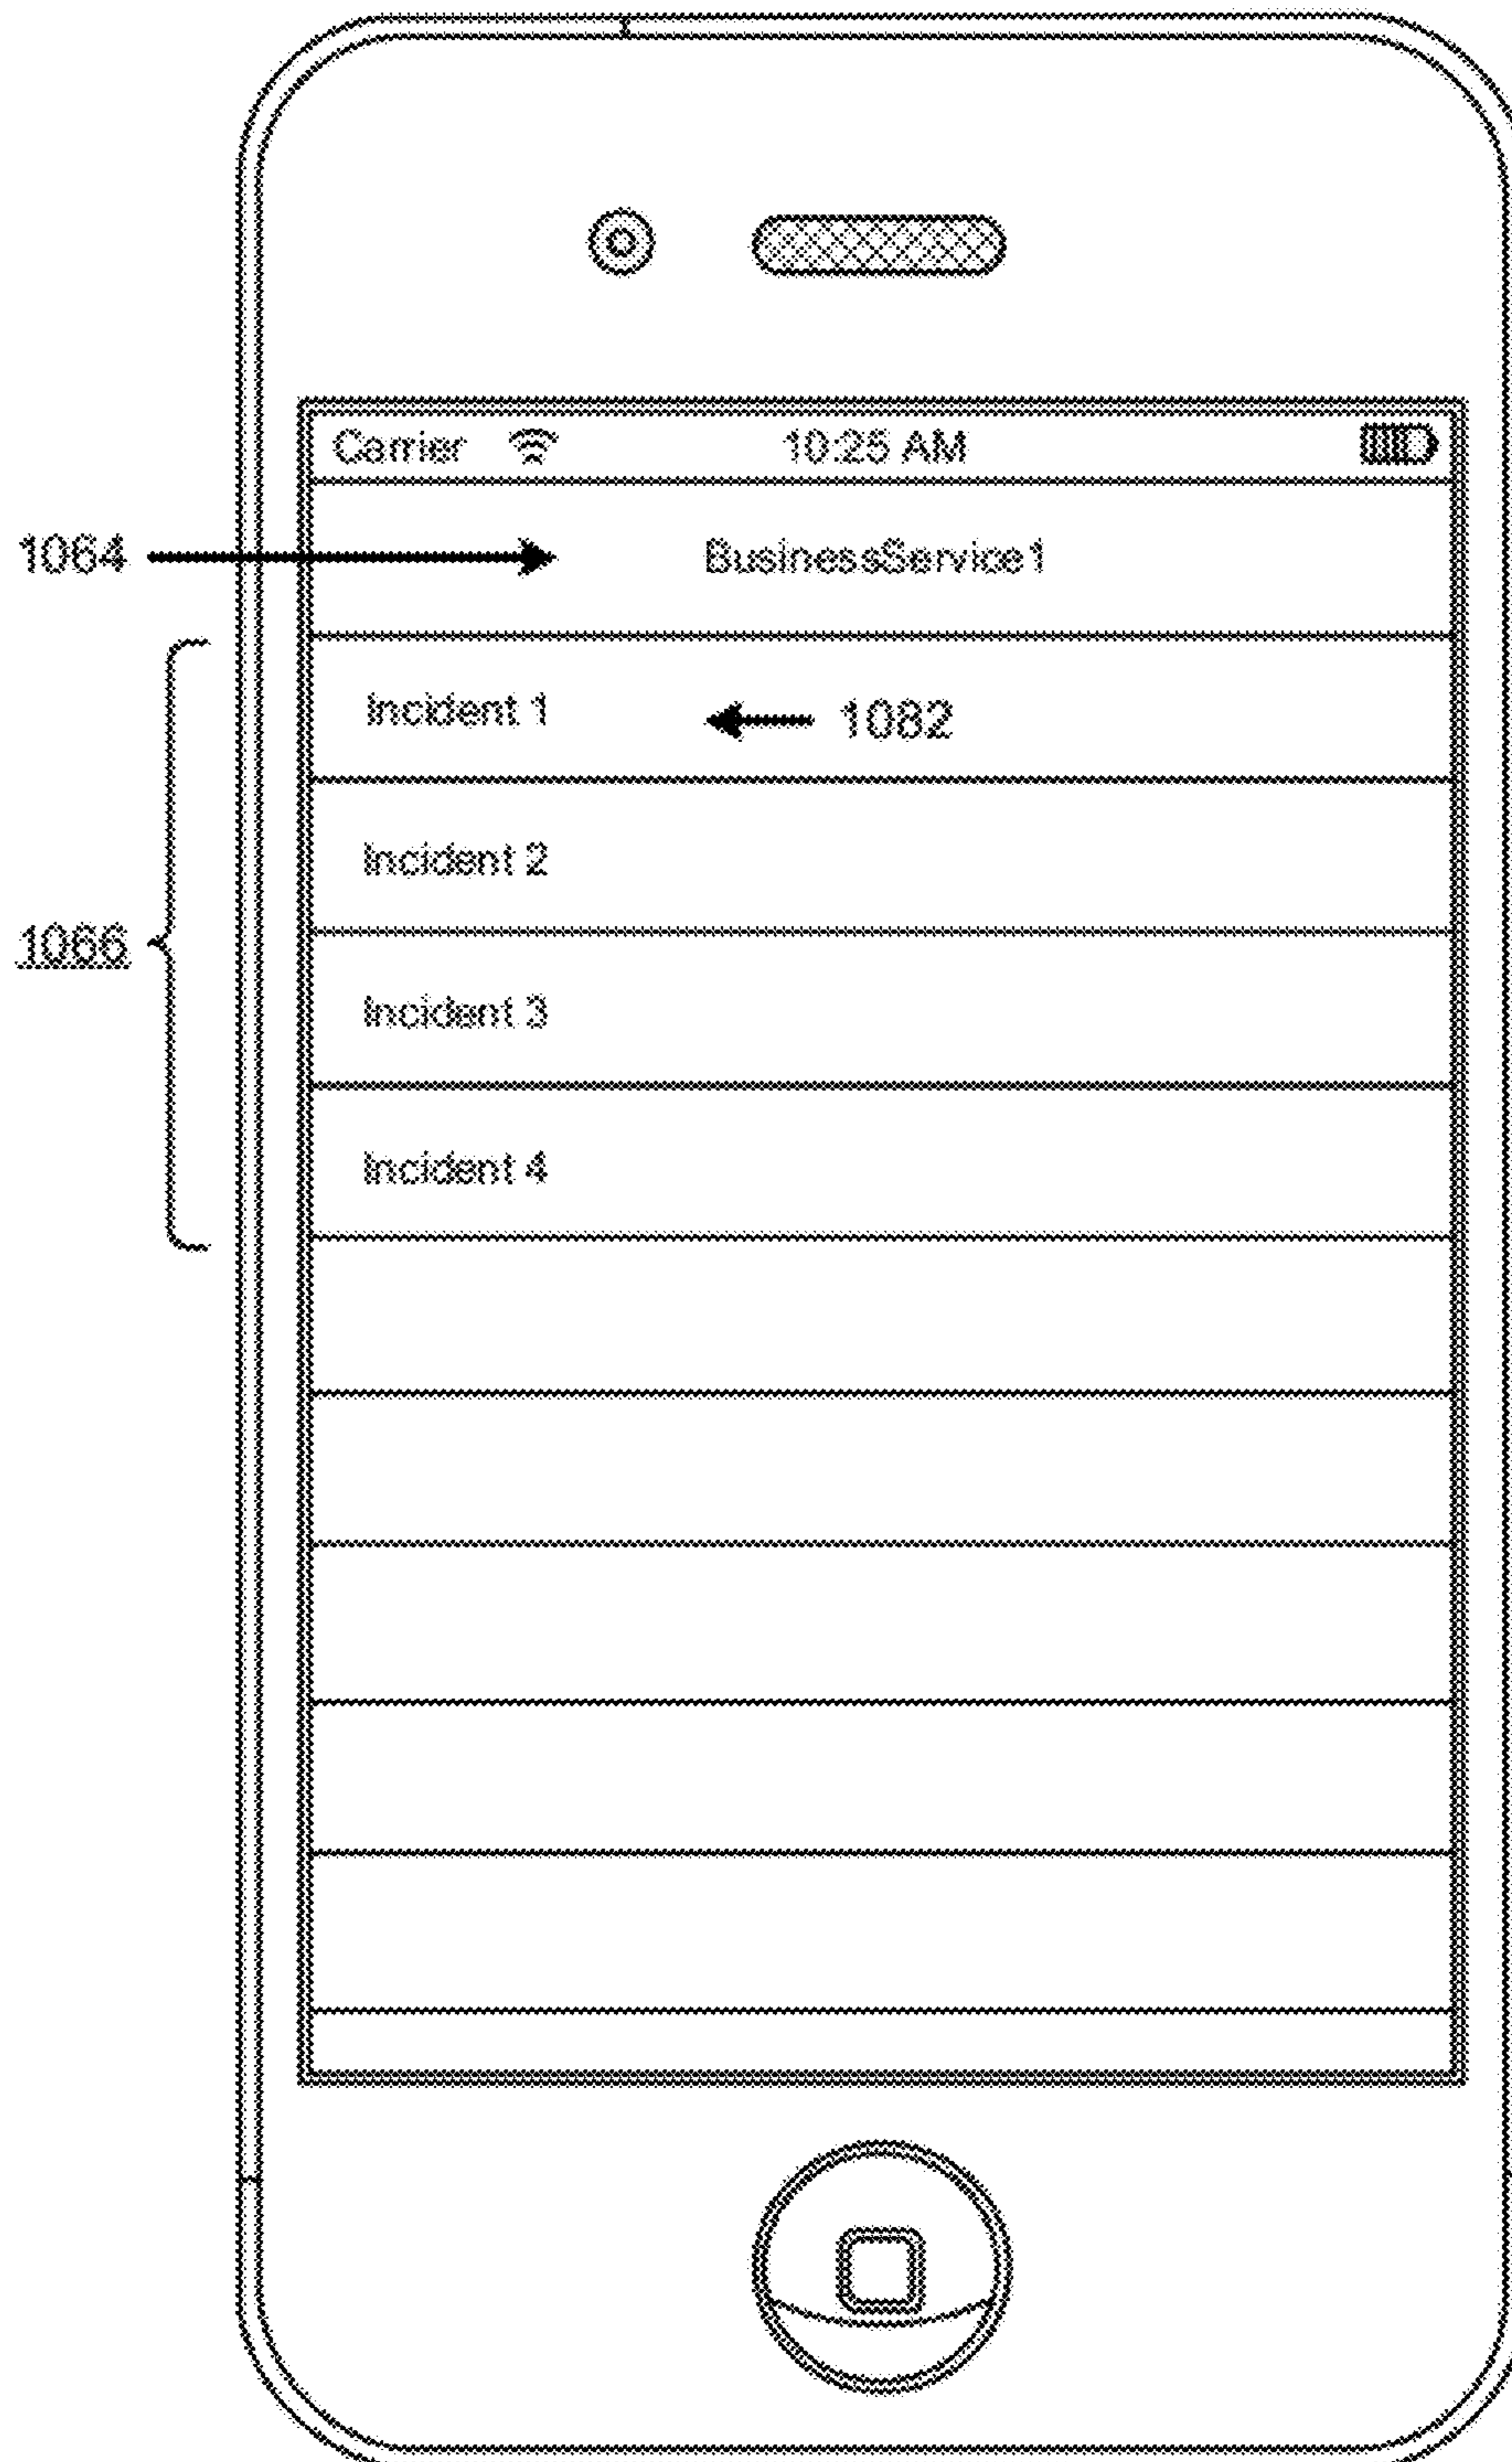 Carrier 10:25 AM
1064 BusinessService1
Incident 1 1082
Incident 2
1066
Incident 3
Incident 4